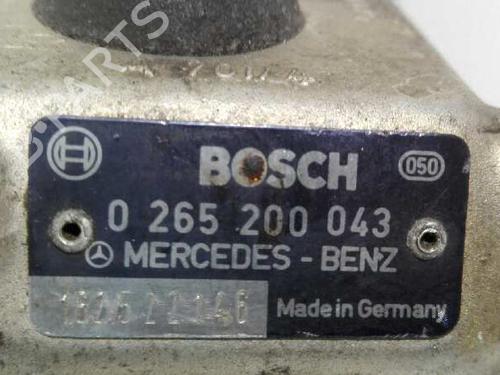 BOSCH
050
0 265 200 043
MERCEDES-BENZ
Made in Germany